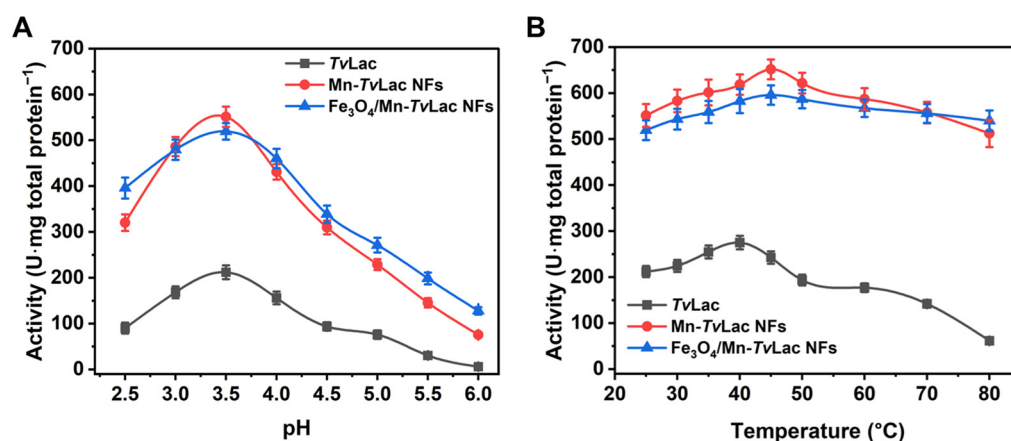 A
700
600
500
400
300
200
100
0
Activity (U·mg total protein⁻¹)
TvLac
Mn-TvLac NFs
Fe₃O₄/Mn-TvLac NFs
2.5 3.0 3.5 4.0 4.5 5.0 5.5 6.0
pH
B
700
600
500
400
300
200
100
0
Activity (U·mg total protein⁻¹)
TvLac
Mn-TvLac NFs
Fe₃O₄/Mn-TvLac NFs
20 30 40 50 60 70 80
Temperature (°C)